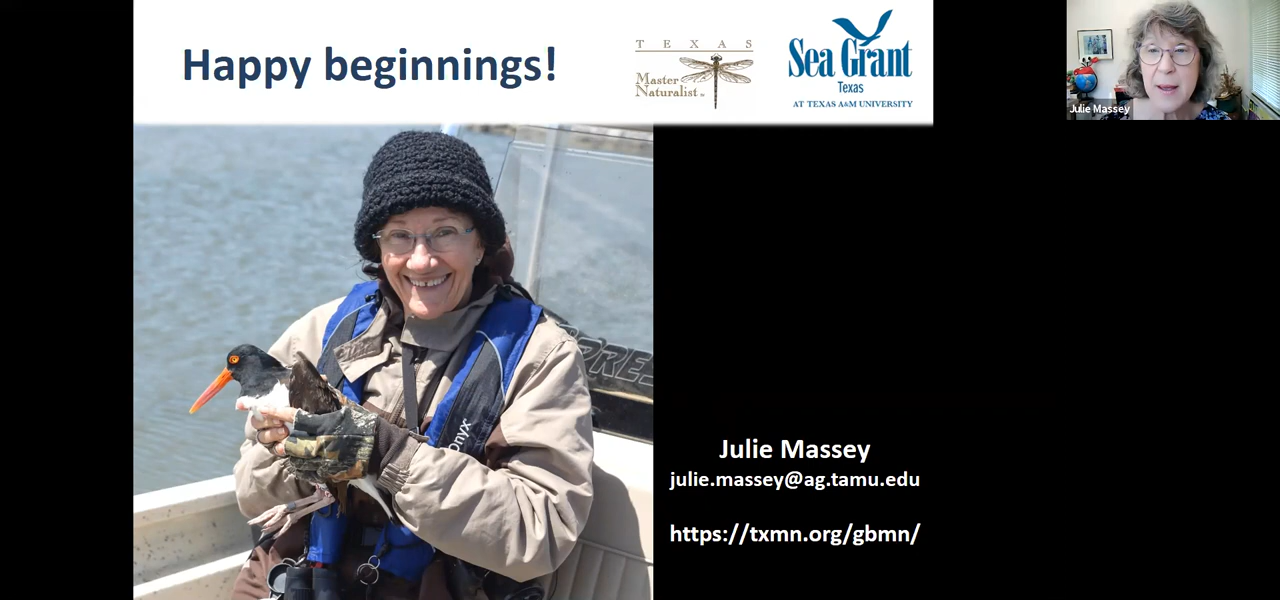 Happy beginnings!
TEXAS
Master
Naturalist
Sea Grant
Texas
AT TEXAS A&M UNIVERSITY
Julie Massey
onyx
Julie Massey
julie.massey@ag.tamu.edu
https://txmn.org/gbmn/